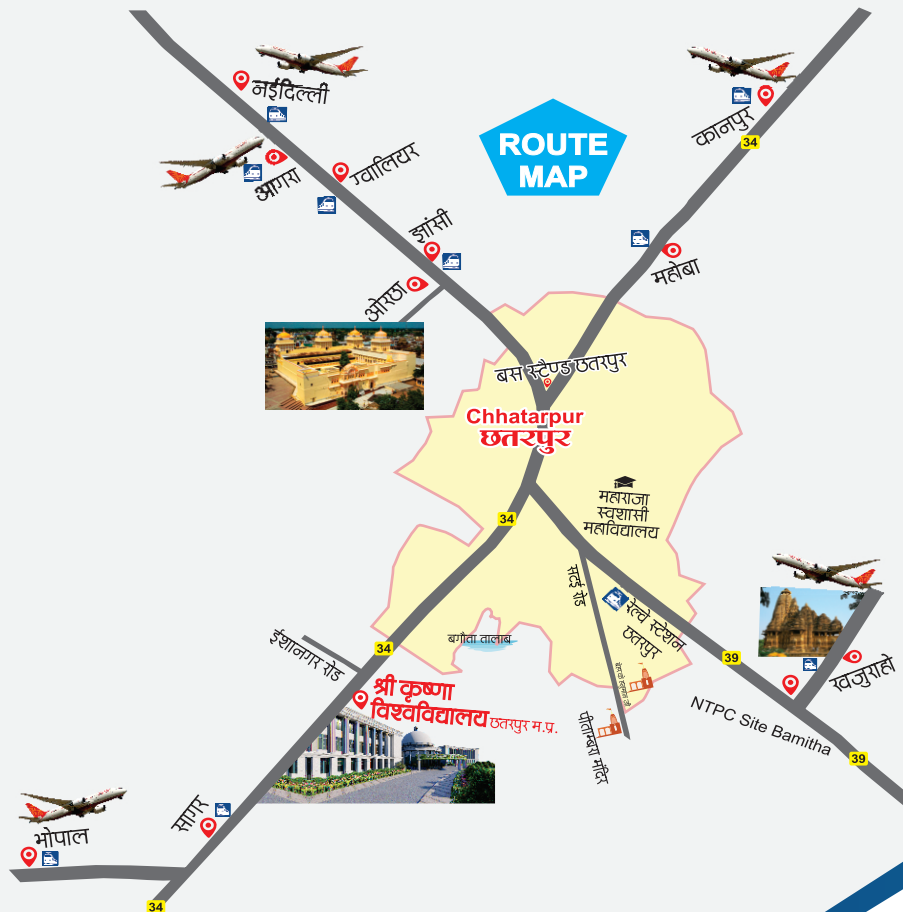 नईदिल्ली
कानपुर
34
ROUTE
MAP
आगरा
ग्वालियर
झांसी
महोबा
ओरछा
बस स्टैण्ड छतरपुर
Chhatarpur
छतरपुर
महाराजा
स्वशासी
महाविद्यालय
34
सटई रोड
रेल्वे स्टेशन
छतरपुर
बगौता तालाब
ईशानगर रोड
34
39
खजुराहो
श्री कृष्णा
विश्वविद्यालय छतरपुर म.प्र.
NTPC Site Bamitha
पीताम्बरा मंदिर
39
सागर
भोपाल
34